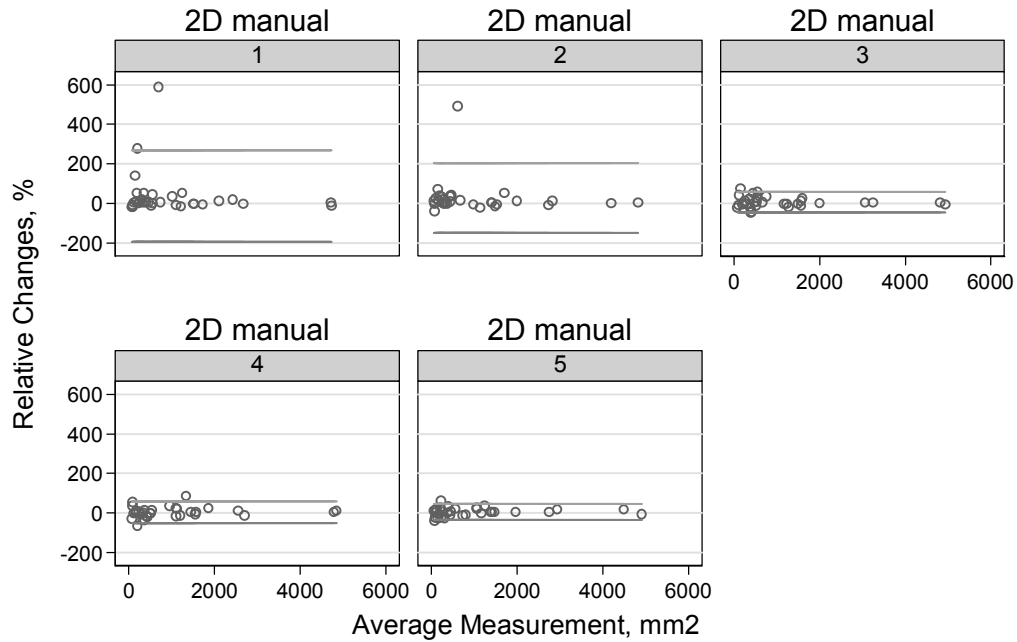 2D manual 2D manual 2D manual
1 2 3
600
400
200
0
-200
0 2000 4000 6000
2D manual 2D manual
4 5
600
400
200
0
-200
0 2000 4000 6000 0 2000 4000 6000
Relative Changes, %
Average Measurement, mm2